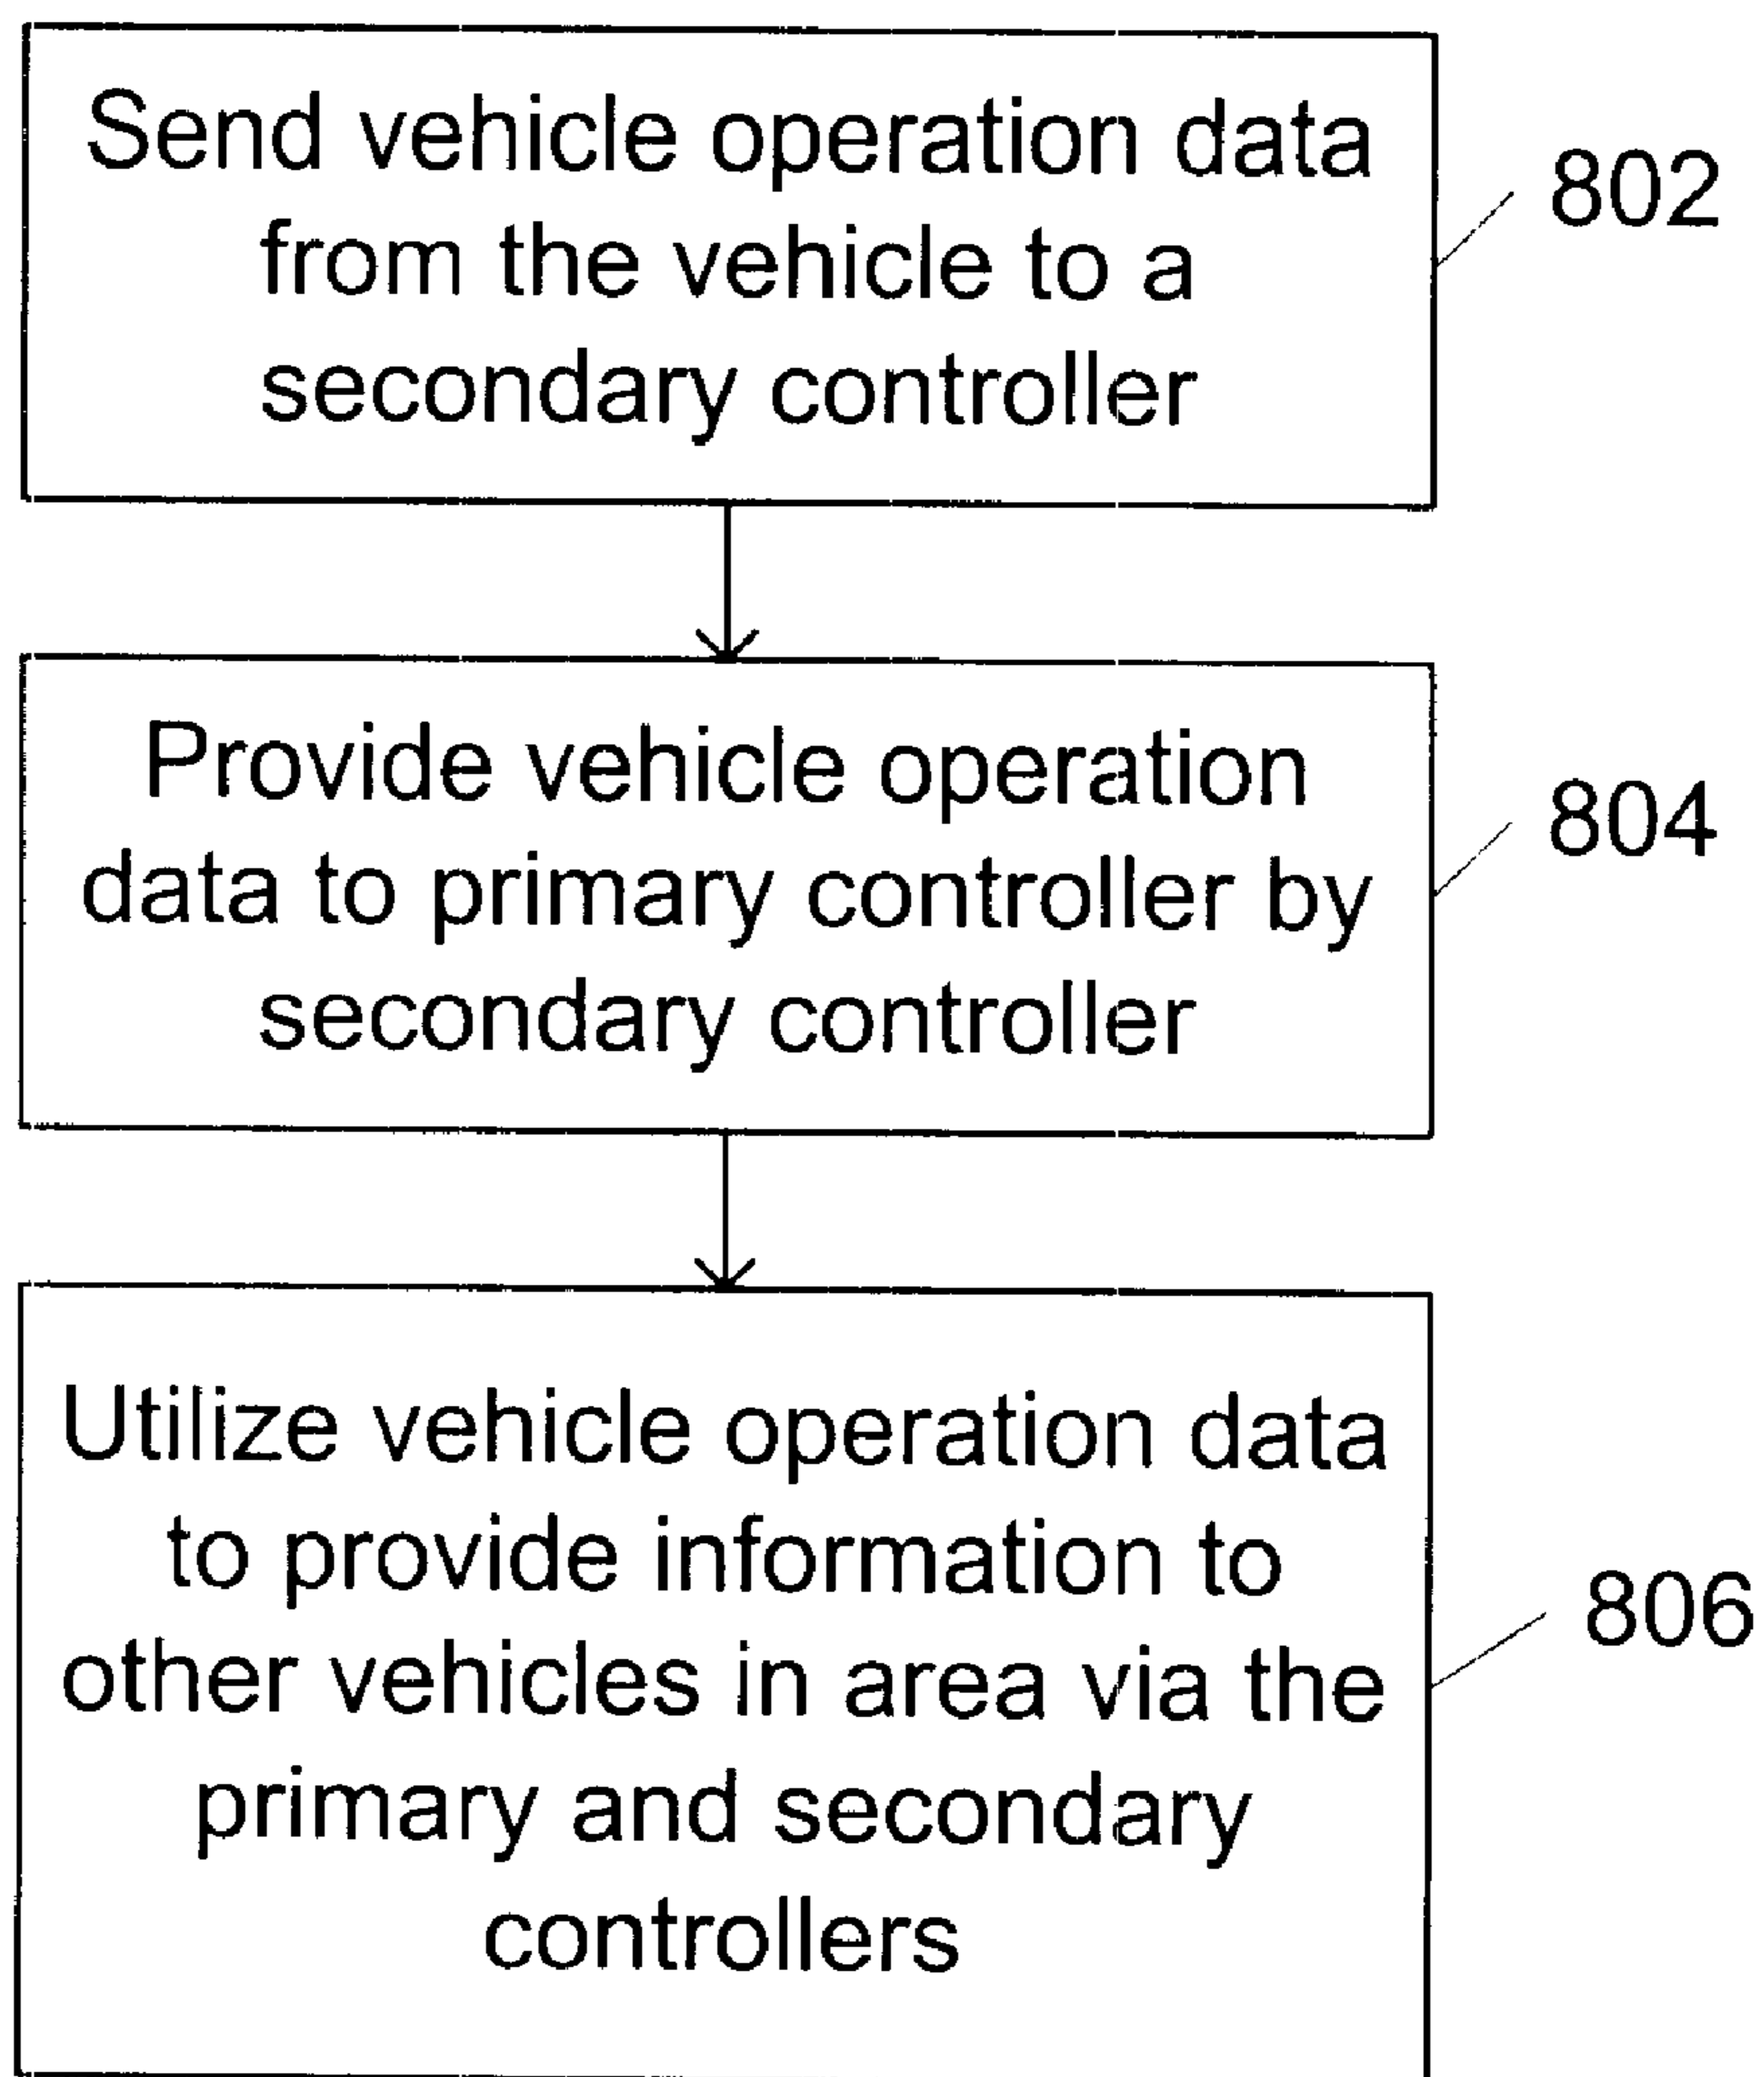 Send vehicle operation data
from the vehicle to a
secondary controller
802
Provide vehicle operation
data to primary controller by
secondary controller
804
Utilize vehicle operation data
to provide information to
other vehicles in area via the
primary and secondary
controllers
806